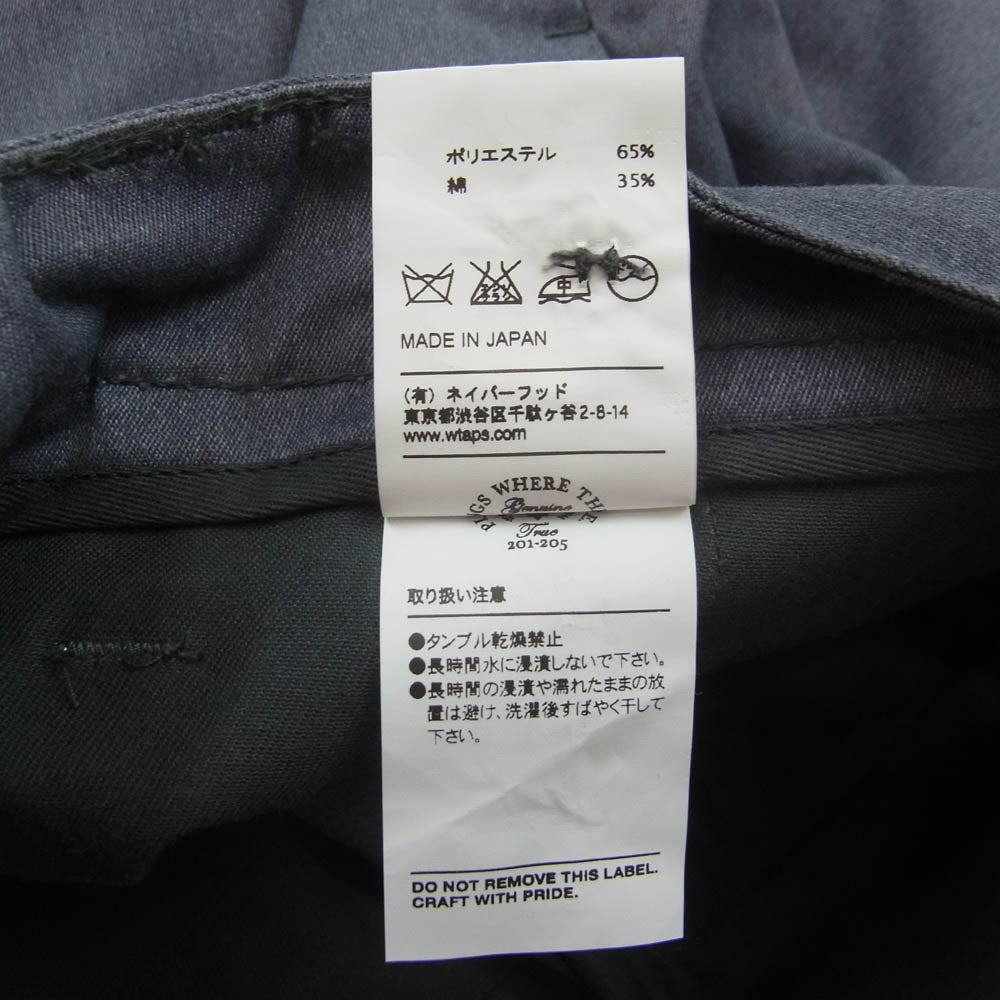 ポリエステル 65%
綿 35%
中
MADE IN JAPAN
(有) ネイバーフッド
東京都渋谷区千駄ヶ谷2-8-14
www.wtaps.com
PUGS WHERE THE
Genuine
True
201-205
取り扱い注意
●タンブル乾燥禁止
●長時間水に浸漬しないで下さい。
●長時間の浸漬や濡れたままの放
置は避け、洗濯後すばやく干して
下さい。
DO NOT REMOVE THIS LABEL.
CRAFT WITH PRIDE.